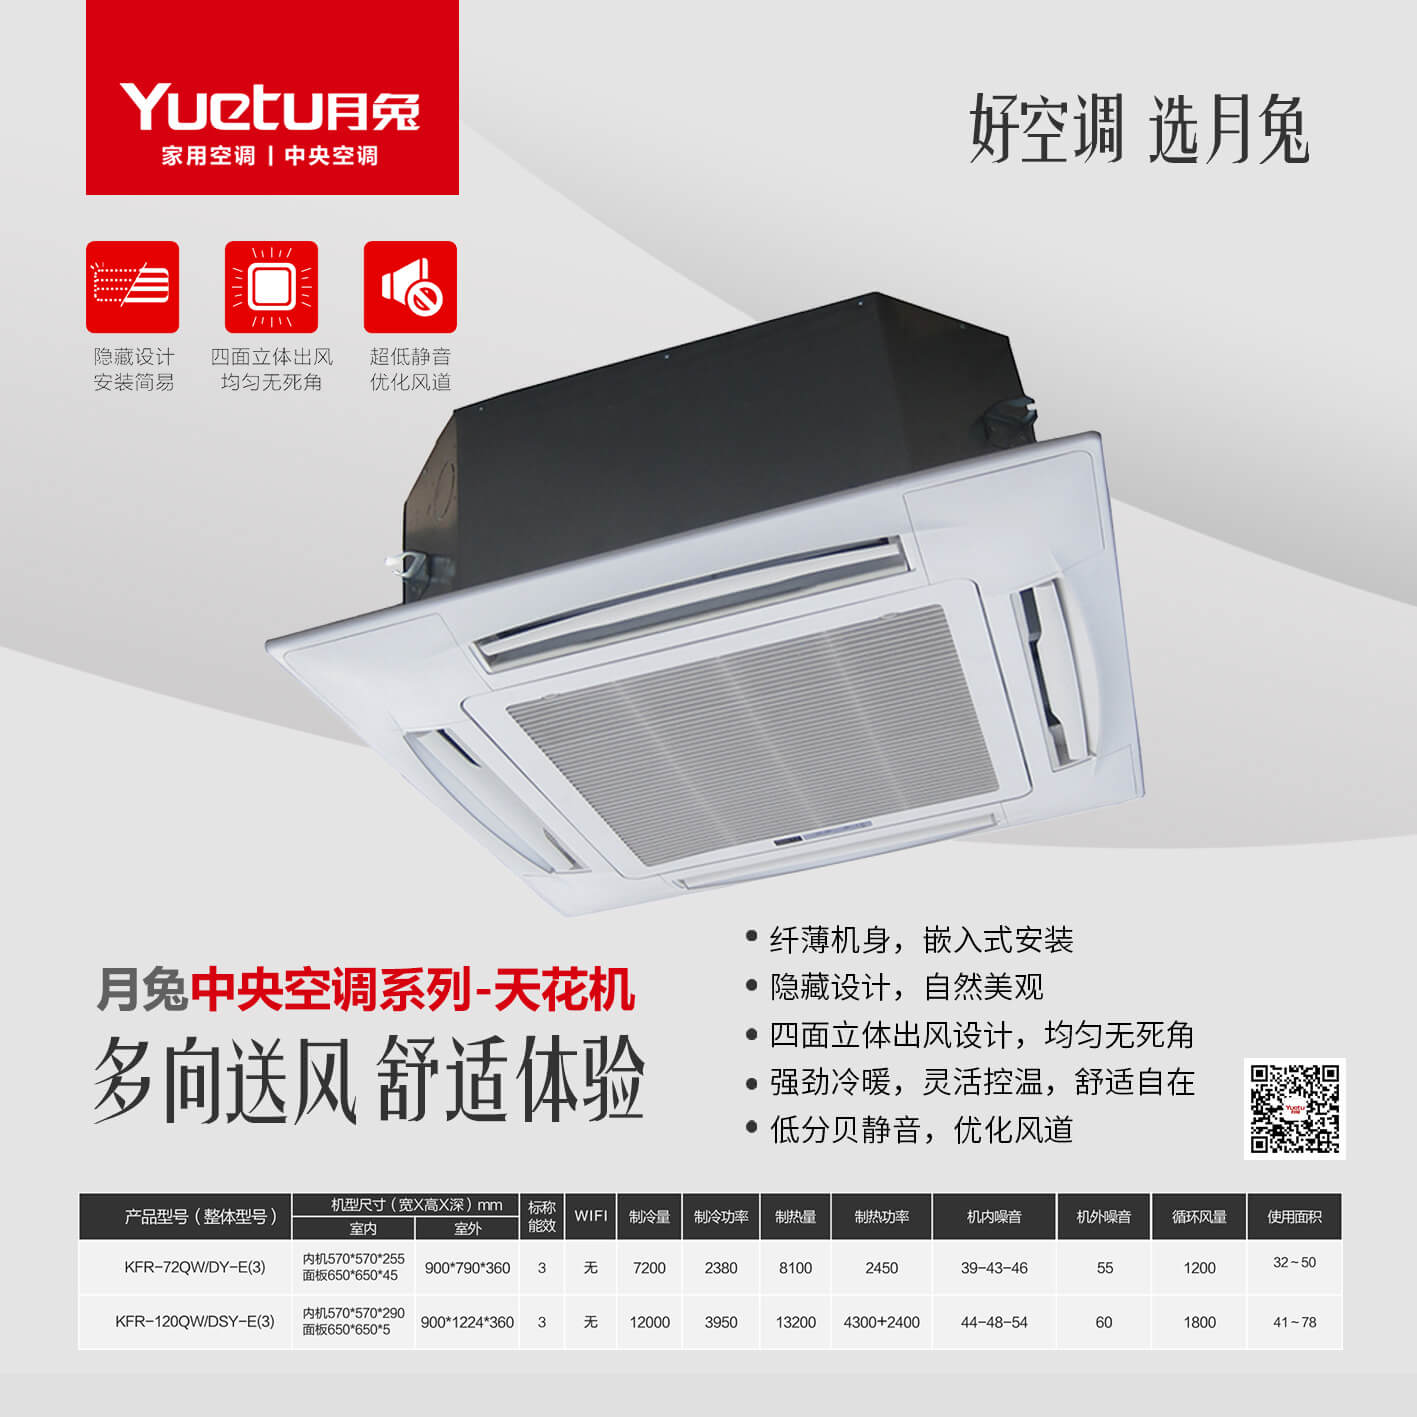 Yuetu月兔
家用空调 | 中央空调
好空调 选月兔
隐藏设计
安装简易
四面立体出风
均匀无死角
超低静音
优化风道
纤薄机身，嵌入式安装
隐藏设计，自然美观
四面立体出风设计，均匀无死角
强劲冷暖，灵活控温，舒适自在
低分贝静音，优化风道
月兔中央空调系列-天花机
多向送风 舒适体验
Yuetu
产品型号（整体型号） 机型尺寸（宽X高X深）mm 室内 室外 标称能效 WIFI 制冷量 制冷功率 制热量 制热功率 机内噪音 机外噪音 循环风量 使用面积
KFR-72QW/DY-E(3) 内机570*570*255 面板650*650*45 900*790*360 3 无 7200 2380 8100 2450 39-43-46 55 1200 32~50
KFR-120QW/DSY-E(3) 内机570*570*290 面板650*650*5 900*1224*360 3 无 12000 3950 13200 4300+2400 44-48-54 60 1800 41~78